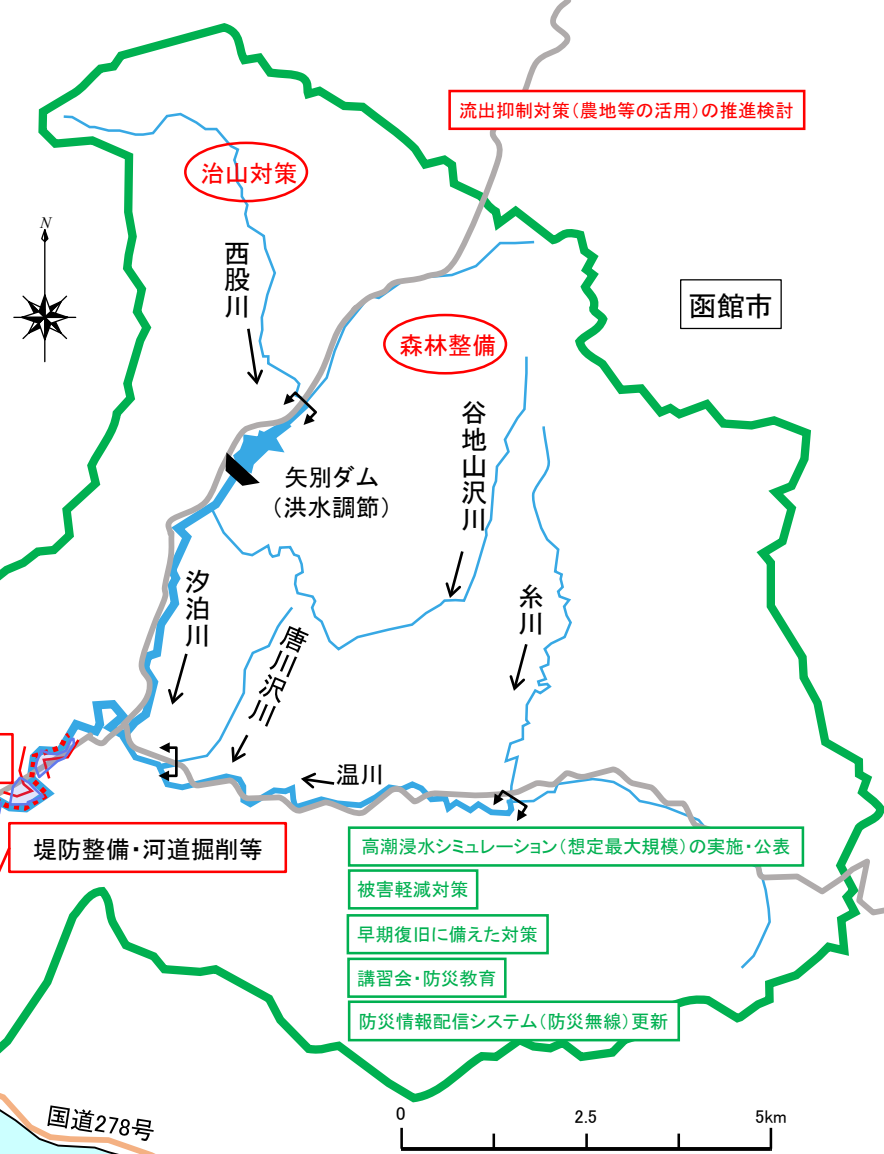 流出抑制対策(農地等の活用)の推進検討
治山対策
N
西股川
函館市
森林整備
谷地山沢川
矢別ダム
(洪水調節)
汐泊川
糸川
唐川沢川
温川
堤防整備・河道掘削等
高潮浸水シミュレーション(想定最大規模)の実施・公表
被害軽減対策
早期復旧に備えた対策
講習会・防災教育
防災情報配信システム(防災無線)更新
国道278号
0 2.5 5km